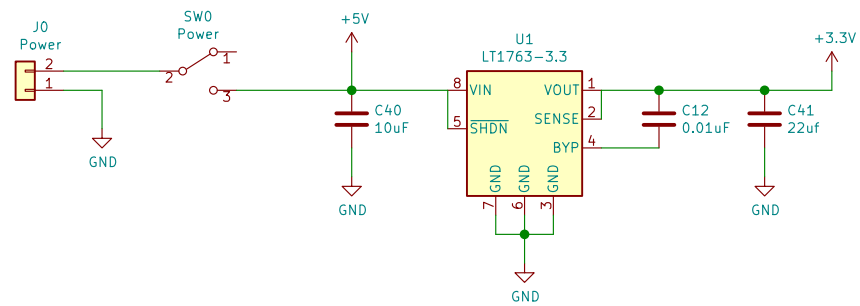 J0
Power
2
1
GND
SW0
Power
1
2
3
+5V
C40
10uF
GND
U1
LT1763-3.3
8
VIN
5
SHDN
VOUT
1
SENSE
2
BYP
4
GND
GND
GND
7
6
3
GND
C12
0.01uF
C41
22uf
GND
+3.3V